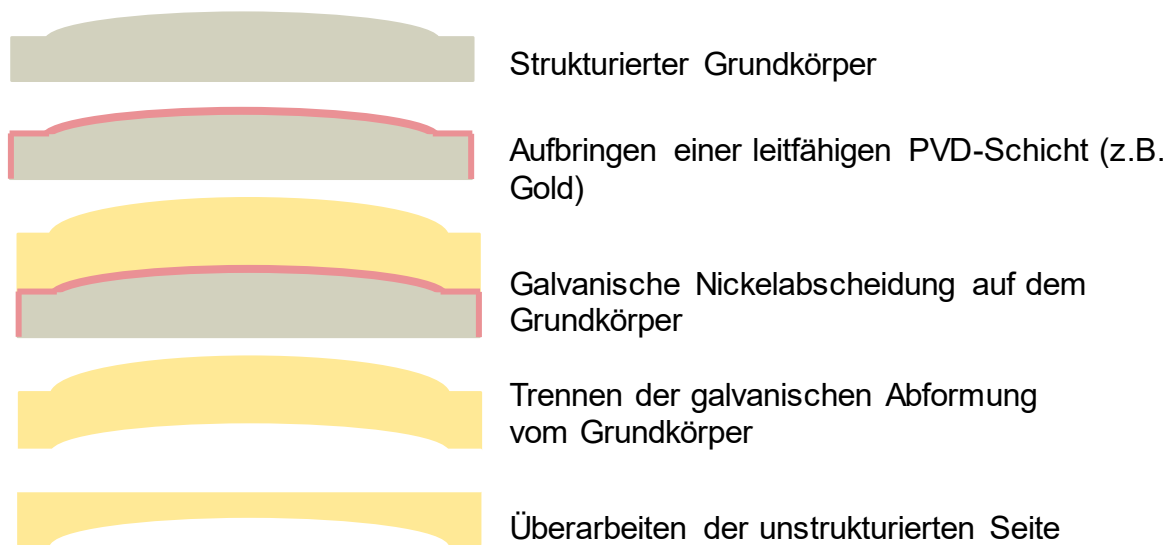 Strukturierter Grundkörper
Aufbringen einer leitfähigen PVD-Schicht (z.B.
Gold)
Galvanische Nickelabscheidung auf dem
Grundkörper
Trennen der galvanischen Abformung
vom Grundkörper
Überarbeiten der unstrukturierten Seite